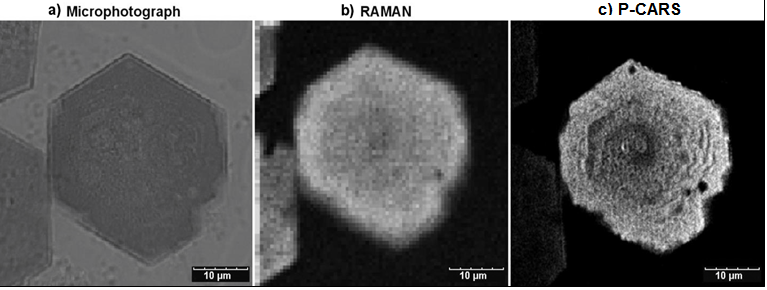 a) Microphotograph
b) RAMAN
c) P-CARS
10 µm
10 µm
10 µm